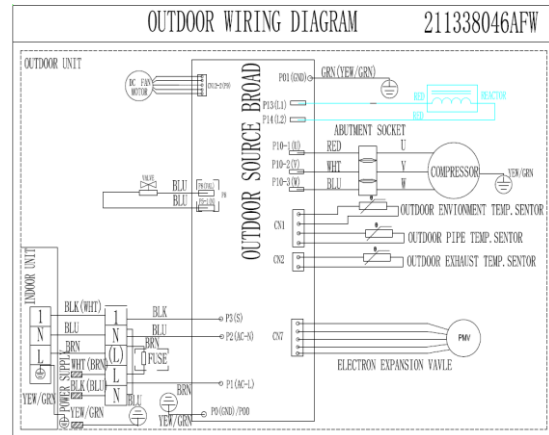 OUTDOOR WIRING DIAGRAM 211338046AFW
OUTDOOR UNIT
DC FAN
MOTOR
OUTDOOR SOURCE BROAD
P01(GND)
GRN(YEW/GRN)
P13(L1)
P14(L2)
RED
REACTOR
ABUTMENT SOCKET
P10-1(U) RED U
P10-2(V) WHT V
P10-3(W) BLU W
COMPRESSOR
YEW/GRN
VALVE
BLU
BLU
CN1
OUTDOOR ENVIONMENT TEMP.SENTOR
OUTDOOR PIPE TEMP.SENTOR
CN2
OUTDOOR EXHAUST TEMP.SENTOR
CN7
PMV
ELECTRON EXPANSION VAVLE
INDOOR UNIT
1 BLK(WHT) 1 BLK P3(S)
N BLU N BLU P2(AC-N)
L BRN (L) BRN
FUSE
POWER SUPPLY
WHT(BRN) L P1(AC-L)
BLK(BLU) N
BLU
BRN
YEW/GRN
YEW/GRN
YEW/GRN
P0(GND)/P00